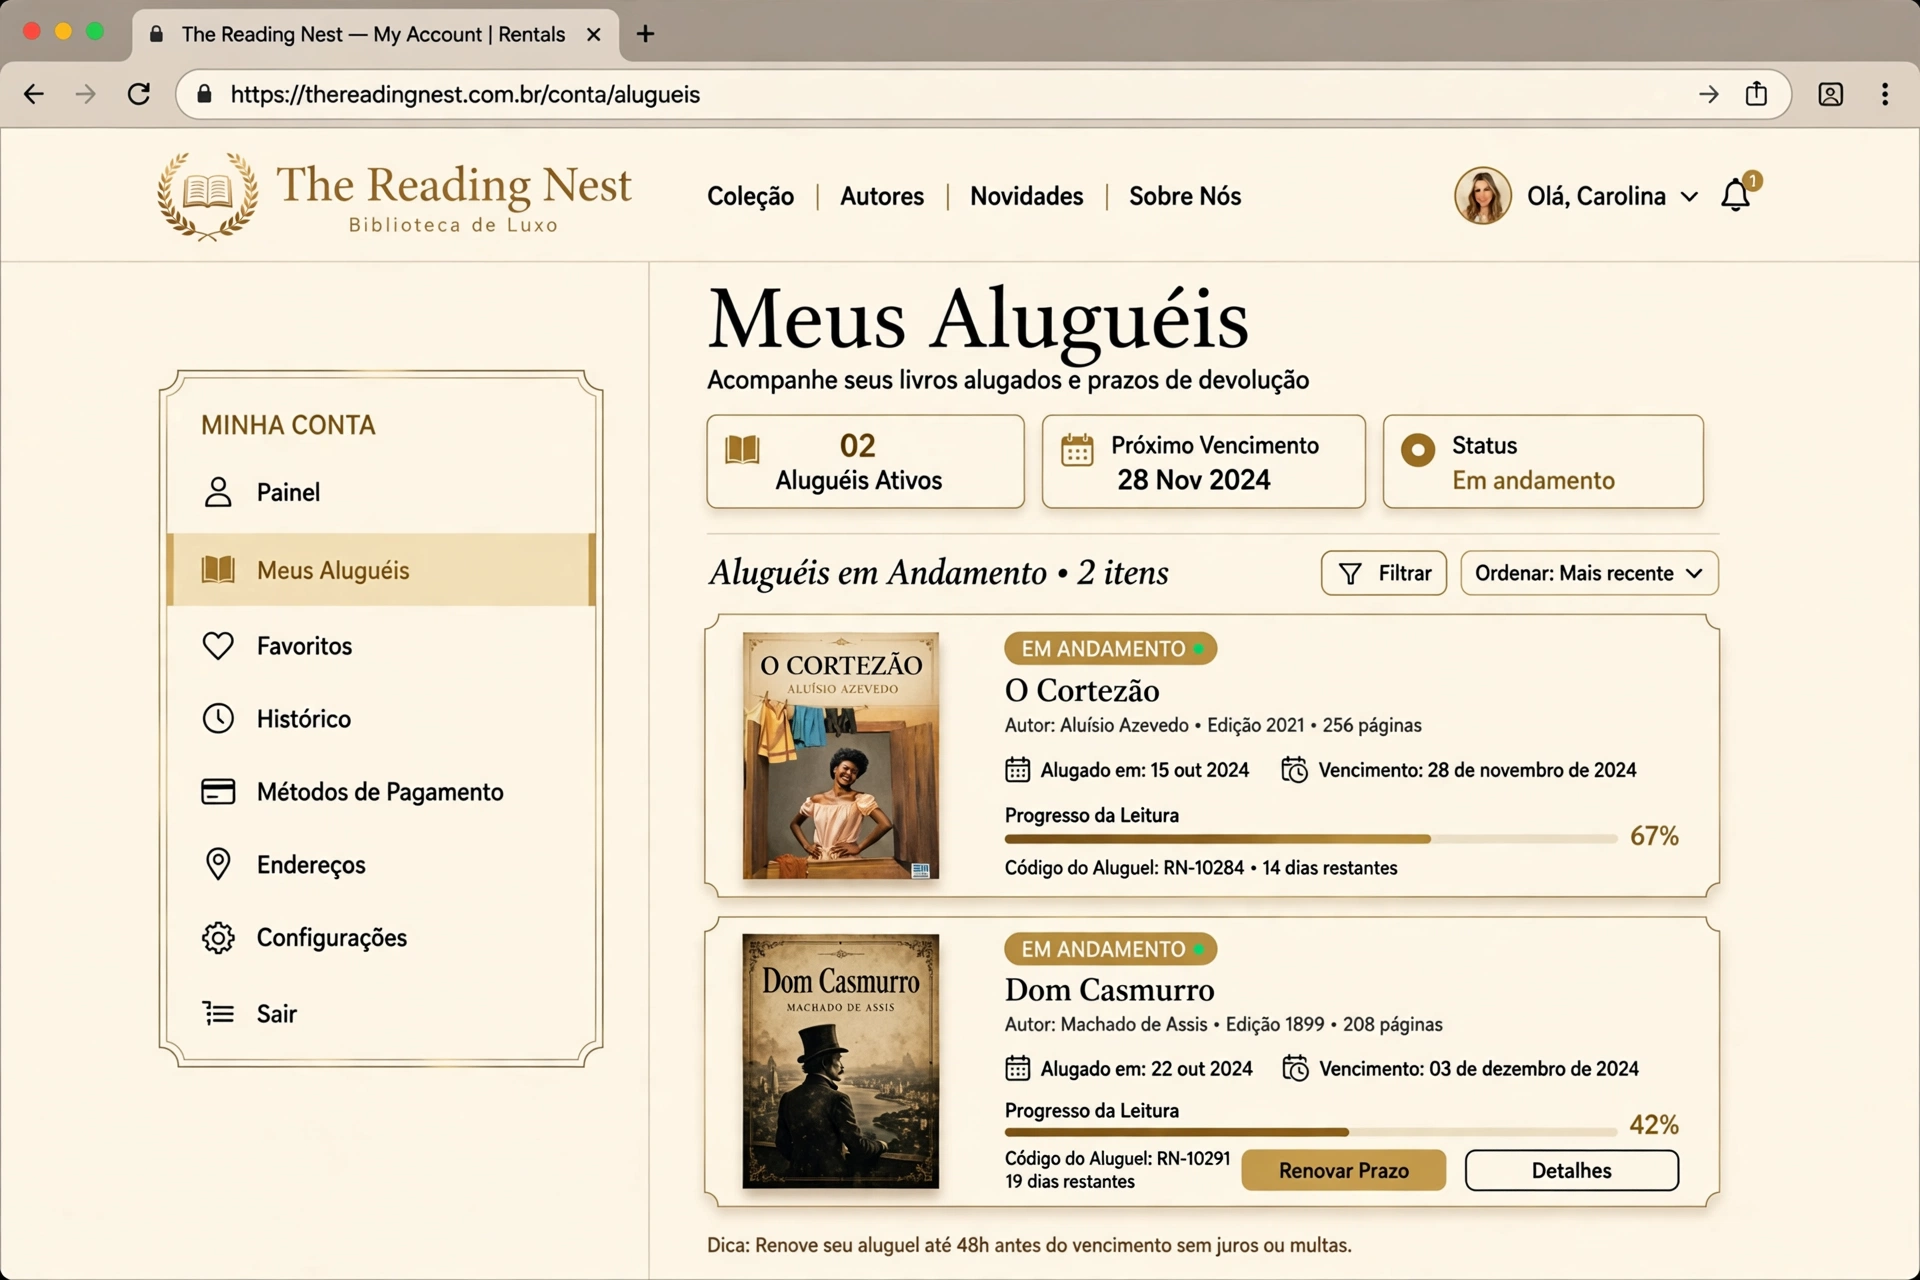 The Reading Nest — My Account | Rentals
https://thereadingnest.com.br/conta/alugueis
The Reading Nest
Biblioteca de Luxo
Coleção | Autores | Novidades | Sobre Nós
Olá, Carolina
1
MINHA CONTA
Painel
Meus Aluguéis
Favoritos
Histórico
Métodos de Pagamento
Endereços
Configurações
Sair
Meus Aluguéis
Acompanhe seus livros alugados e prazos de devolução
02
Aluguéis Ativos
Próximo Vencimento
28 Nov 2024
Status
Em andamento
Aluguéis em Andamento • 2 itens
Filtrar
Ordenar: Mais recente
O CORTEZÃO
ALUÍSIO AZEVEDO
EM ANDAMENTO
O Cortezão
Autor: Aluísio Azevedo • Edição 2021 • 256 páginas
Alugado em: 15 out 2024
Vencimento: 28 de novembro de 2024
Progresso da Leitura
67%
Código do Aluguel: RN-10284 • 14 dias restantes
Dom Casmurro
MACHADO DE ASSIS
EM ANDAMENTO
Dom Casmurro
Autor: Machado de Assis • Edição 1899 • 208 páginas
Alugado em: 22 out 2024
Vencimento: 03 de dezembro de 2024
Progresso da Leitura
42%
Código do Aluguel: RN-10291
19 dias restantes
Renovar Prazo
Detalhes
Dica: Renove seu aluguel até 48h antes do vencimento sem juros ou multas.